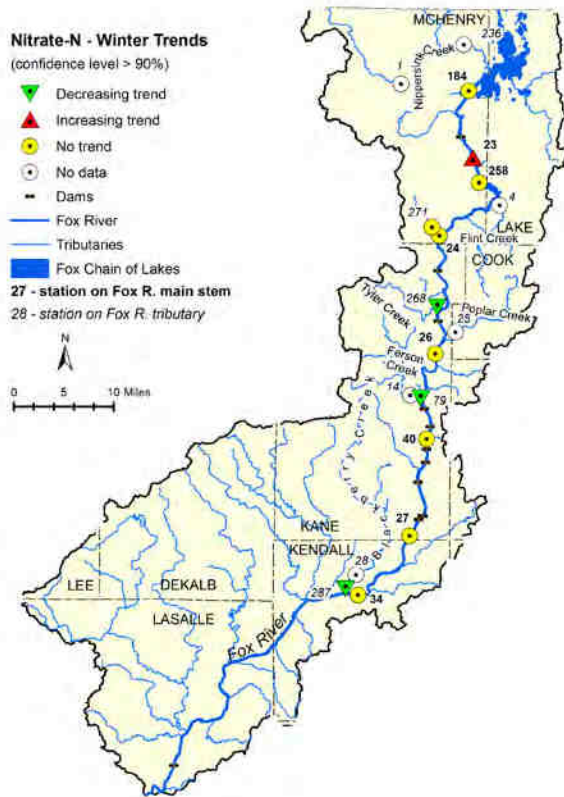 Nitrate-N - Winter Trends
(confidence level > 90%)
Decreasing trend
Increasing trend
No trend
No data
Dams
Fox River
Tributaries
Fox Chain of Lakes
27 - station on Fox R. main stem
28 - station on Fox R. tributary
N
0 5 10 Miles
MCHENRY
236
1
Nippersink Creek
184
23
258
4
271
LAKE
24
Flint Creek
COOK
268
Tyler Creek
Poplar Creek
25
26
Ferson
Creek
14
79
40
Blackberry Creek
27
KANE
KENDALL
28
LEE
DEKALB
287
34
LASALLE
Fox River